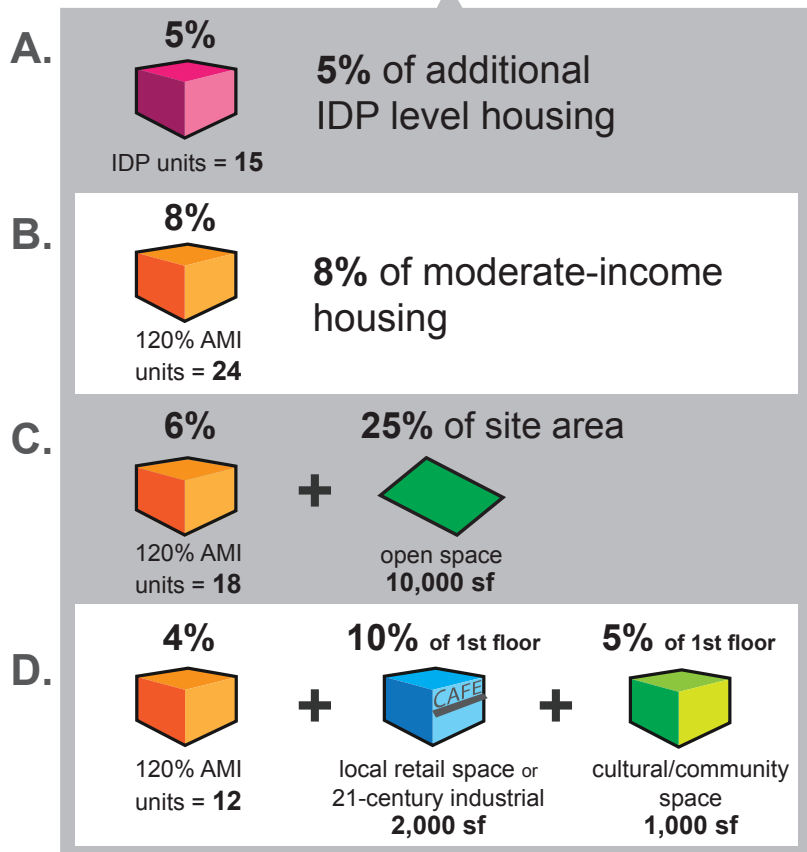 A.
5%
IDP units = 15
5% of additional
IDP level housing
B.
8%
120% AMI
units = 24
8% of moderate-income
housing
C.
6%
120% AMI
units = 18
+
25% of site area
open space
10,000 sf
D.
4%
120% AMI
units = 12
+
10% of 1st floor
CAFE
local retail space or
21-century industrial
2,000 sf
+
5% of 1st floor
cultural/community
space
1,000 sf